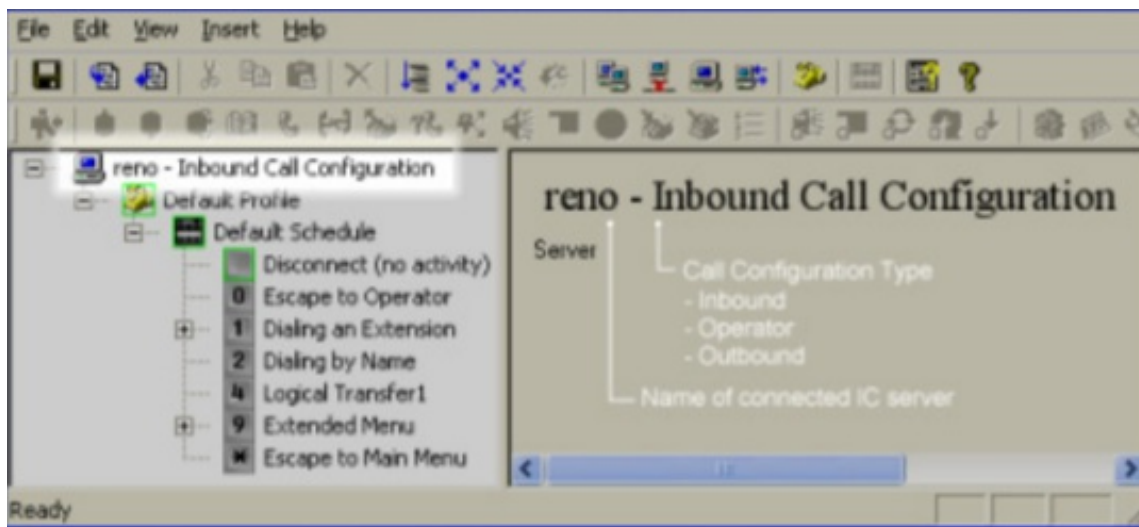 File Edit View Insert Help
reno - Inbound Call Configuration
Default Profile
Default Schedule
Disconnect (no activity)
0 Escape to Operator
1 Dialing an Extension
2 Dialing by Name
4 Logical Transfer1
9 Extended Menu
* Escape to Main Menu
reno - Inbound Call Configuration
Server
Call Configuration Type
- Inbound
- Operator
- Outbound
Name of connected IC server
Ready